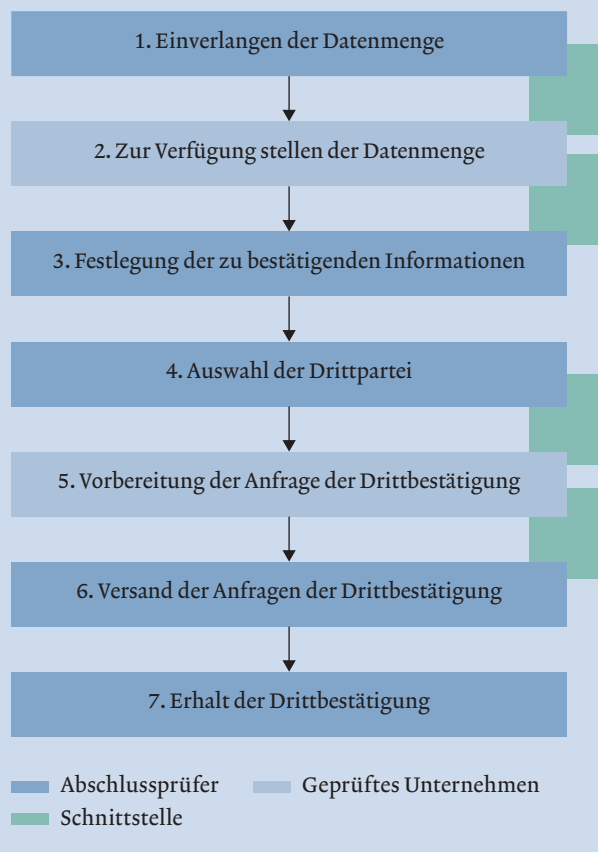 1. Einverlangen der Datenmenge
2. Zur Verfügung stellen der Datenmenge
3. Festlegung der zu bestätigenden Informationen
4. Auswahl der Drittpartei
5. Vorbereitung der Anfrage der Drittbestätigung
6. Versand der Anfragen der Drittbestätigung
7. Erhalt der Drittbestätigung
Abschlussprüfer Geprüftes Unternehmen
Schnittstelle